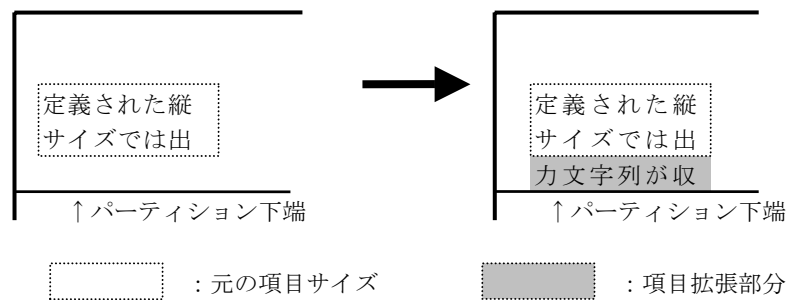 定義された縦
サイズでは出
↑パーティション下端
定義された縦
サイズでは出
力文字列が収
↑パーティション下端
：元の項目サイズ
：項目拡張部分